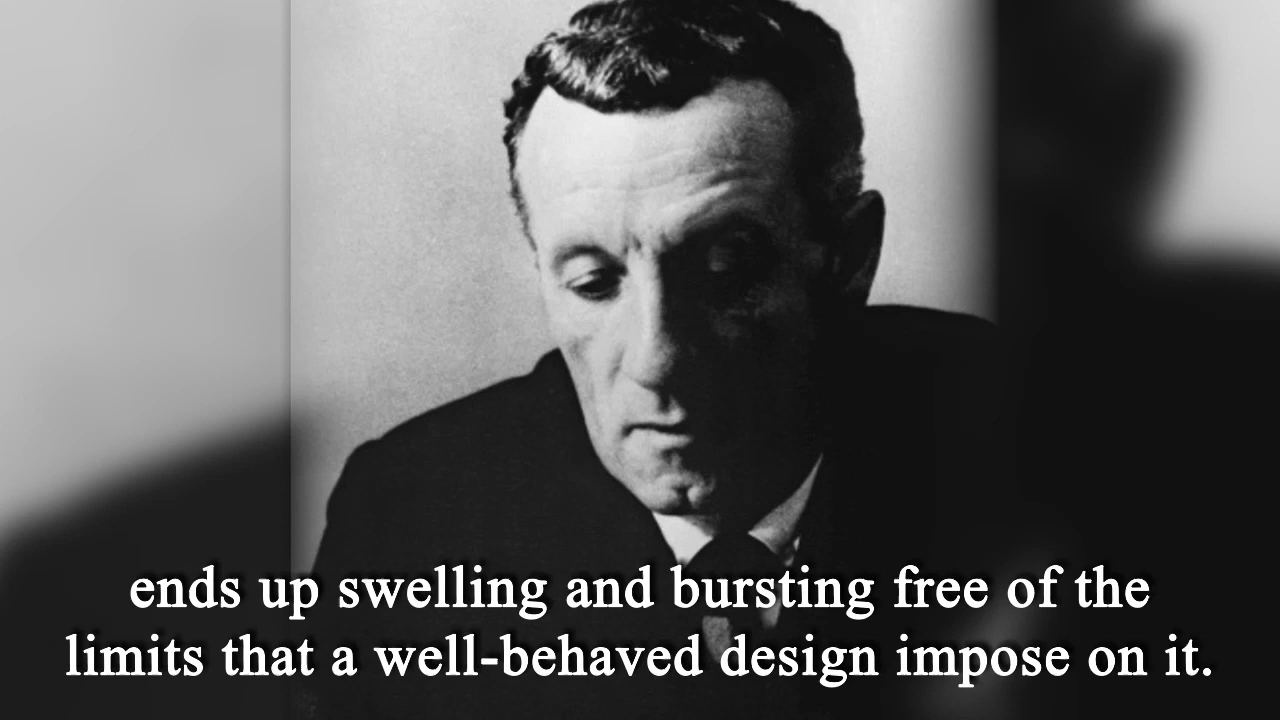 ends up swelling and bursting free of the
limits that a well-behaved design impose on it.